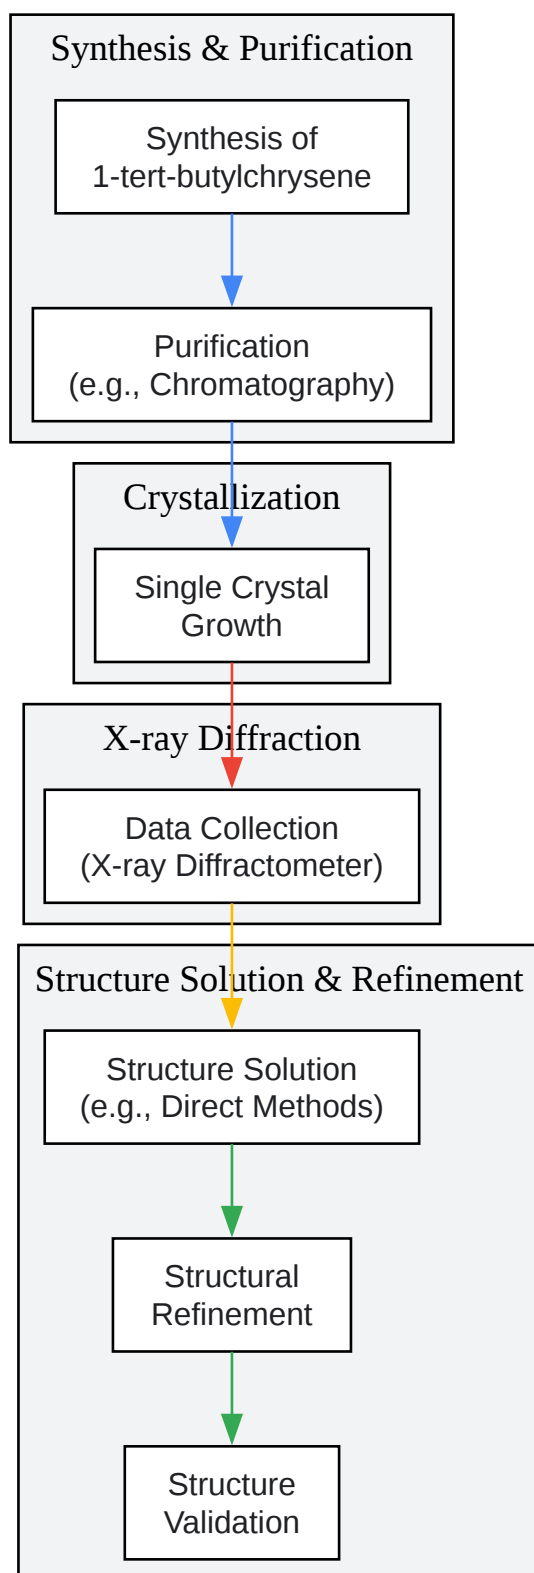 Synthesis & Purification
Synthesis of
1-tert-butylchrysene
Purification
(e.g., Chromatography)
Crystallization
Single Crystal
Growth
X-ray Diffraction
Data Collection
(X-ray Diffractometer)
Structure Solution & Refinement
Structure Solution
(e.g., Direct Methods)
Structural
Refinement
Structure
Validation